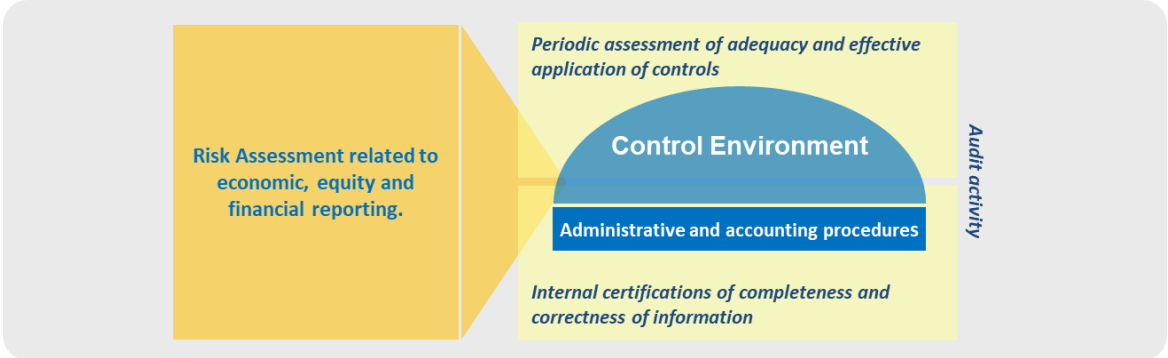 Risk Assessment related to
economic, equity and
financial reporting.
Periodic assessment of adequacy and effective
application of controls
Control Environment
Administrative and accounting procedures
Internal certifications of completeness and
correctness of information
Audit activity